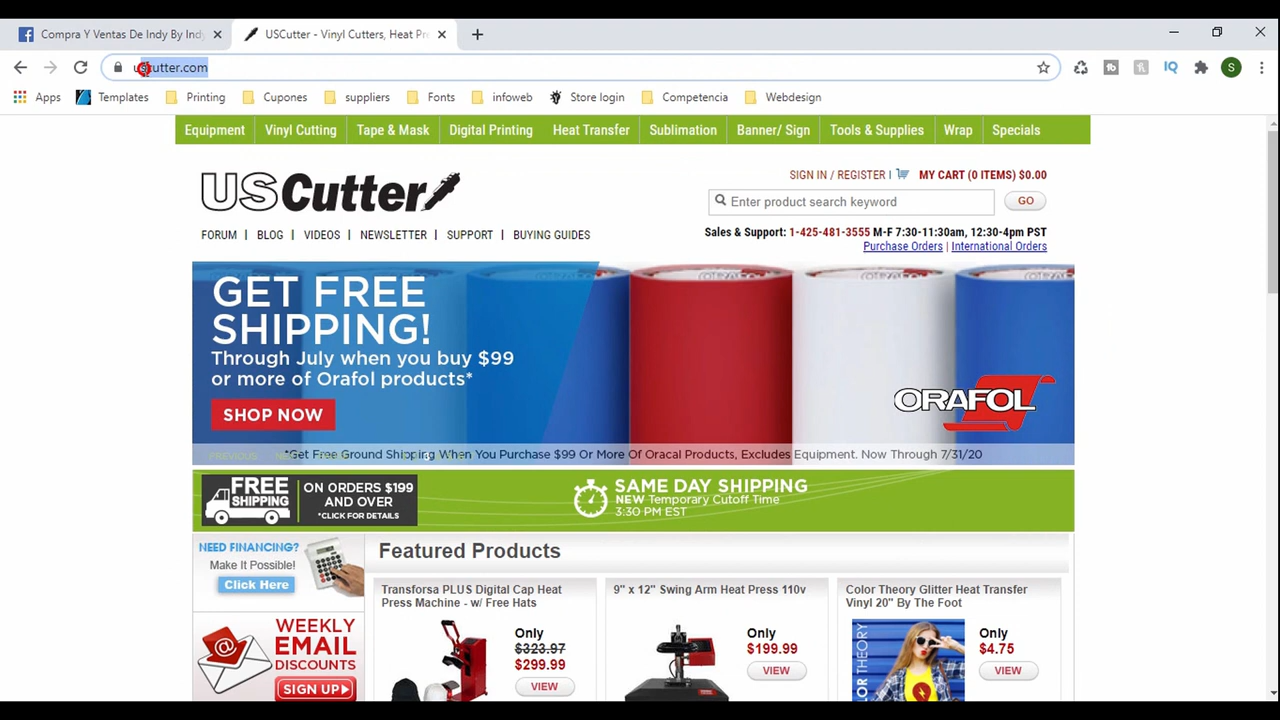 Compra Y Ventas De Indy By Indy
USCutter - Vinyl Cutters, Heat Pr
uscutter.com
Apps Templates Printing Cupones suppliers Fonts infoweb Store login Competencia Webdesign
Equipment Vinyl Cutting Tape & Mask Digital Printing Heat Transfer Sublimation Banner/ Sign Tools & Supplies Wrap Specials
USCutter
SIGN IN / REGISTER | MY CART (0 ITEMS) $0.00
Enter product search keyword GO
FORUM | BLOG | VIDEOS | NEWSLETTER | SUPPORT | BUYING GUIDES
Sales & Support: 1-425-481-3555 M-F 7:30-11:30am, 12:30-4pm PST
Purchase Orders | International Orders
GET FREE
SHIPPING!
Through July when you buy $99
or more of Orafol products*
SHOP NOW
ORAFOL
PREVIOUS
*Get Free Ground Shipping When You Purchase $99 Or More Of Oracal Products, Excludes Equipment. Now Through 7/31/20
FREE
SHIPPING
ON ORDERS $199
AND OVER
*CLICK FOR DETAILS
SAME DAY SHIPPING
NEW Temporary Cutoff Time
3:30 PM EST
NEED FINANCING?
Make It Possible!
Click Here
WEEKLY
EMAIL
DISCOUNTS
SIGN UP
Featured Products
Transforsa PLUS Digital Cap Heat
Press Machine - w/ Free Hats
Only
$323.97
$299.99
VIEW
9" x 12" Swing Arm Heat Press 110v
Only
$199.99
VIEW
Color Theory Glitter Heat Transfer
Vinyl 20" By The Foot
Only
$4.75
VIEW